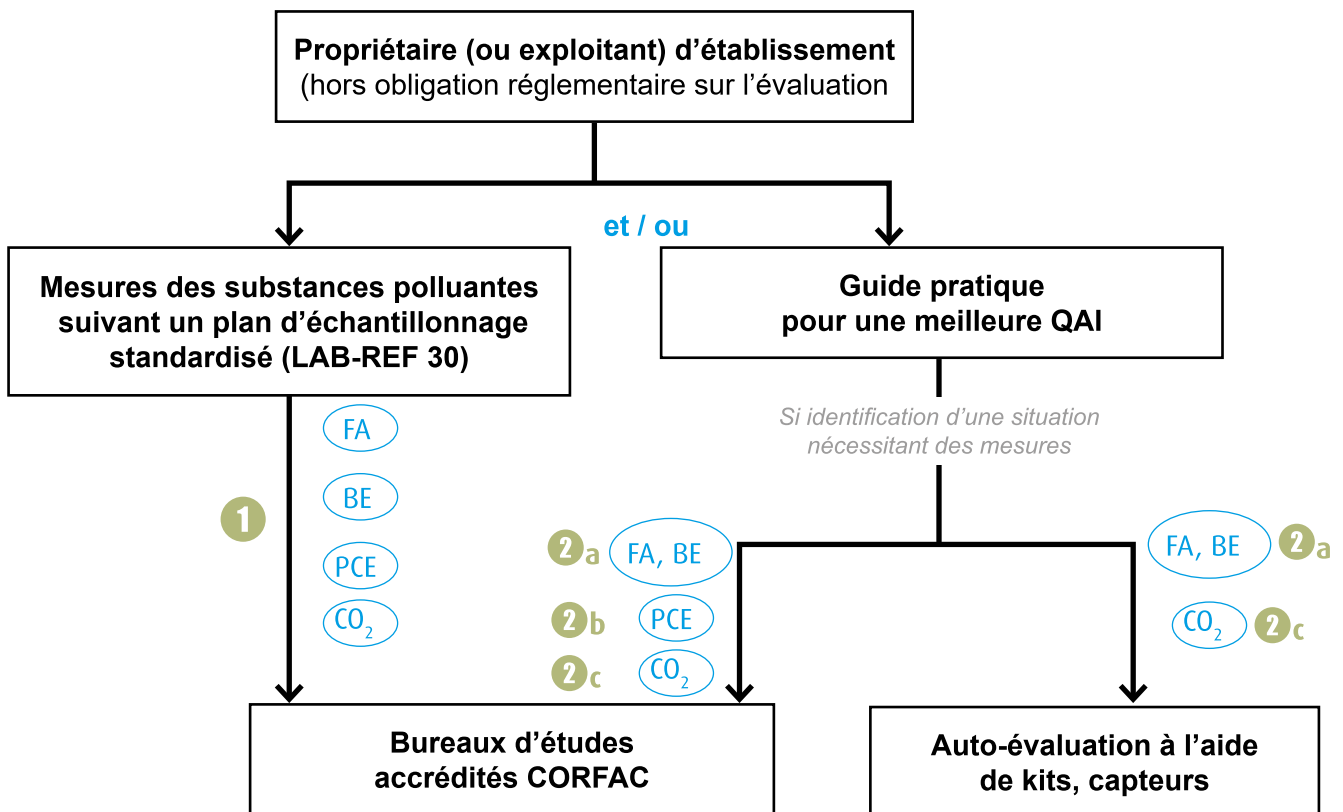 Propriétaire (ou exploitant) d’établissement
(hors obligation réglementaire sur l’évaluation
et / ou
Mesures des substances polluantes
suivant un plan d’échantillonnage
standardisé (LAB-REF 30)
Guide pratique
pour une meilleure QAI
Si identification d’une situation
nécessitant des mesures
1
FA
BE
PCE
CO₂
2a FA, BE
2b PCE
2c CO₂
FA, BE 2a
CO₂ 2c
Bureaux d’études
accrédités CORFAC
Auto-évaluation à l’aide
de kits, capteurs